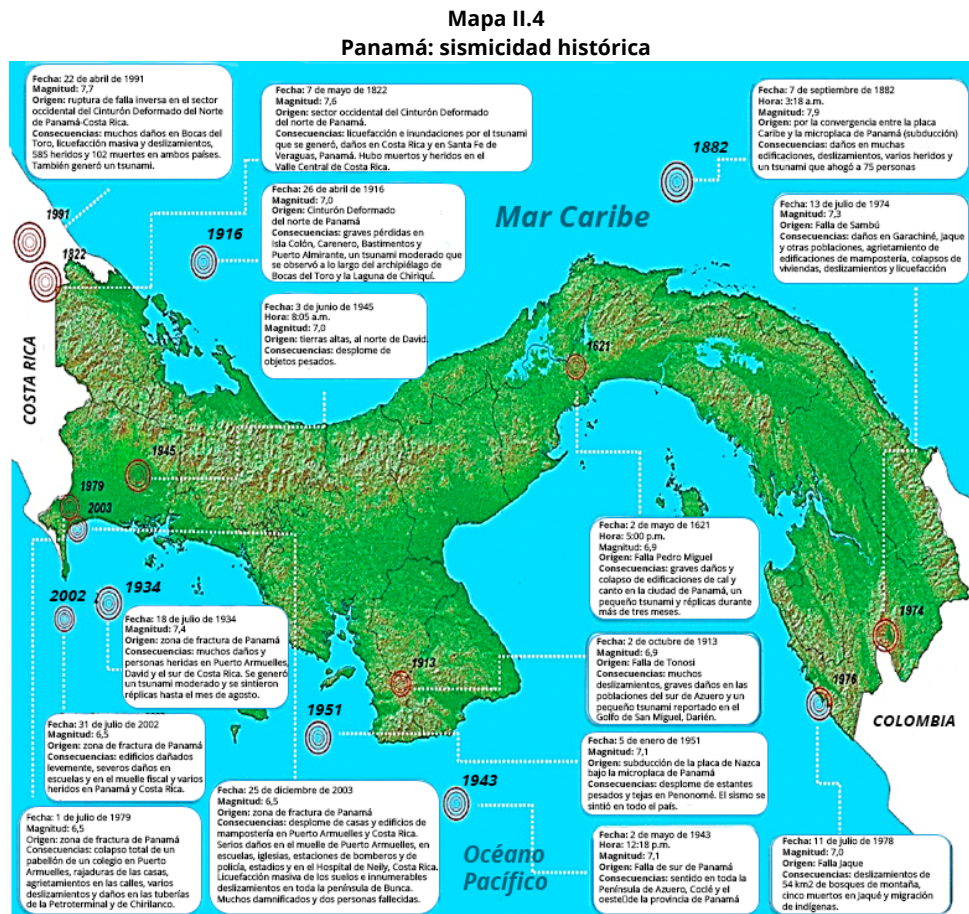 Mapa II.4
Panamá: sismicidad histórica
Fecha: 22 de abril de 1991
Magnitud: 7,7
Origen: ruptura de falla inversa en el sector
occidental del Cinturón Deformado del Norte
de Panamá-Costa Rica.
Consecuencias: muchos daños en Bocas del
Toro, licuefacción masiva y deslizamientos,
585 heridos y 102 muertes en ambos países.
También generó un tsunami.
Fecha: 7 de mayo de 1822
Magnitud: 7,6
Origen: sector occidental del Cinturón Deformado
del norte de Panamá.
Consecuencias: licuefacción e inundaciones por el tsunami
que se generó, daños en Costa Rica y en Santa Fe de
Veraguas, Panamá. Hubo muertos y heridos en el
Valle Central de Costa Rica.
Fecha: 7 de septiembre de 1882
Hora: 3:18 a.m.
Magnitud: 7,9
Origen: por la convergencia entre la placa
Caribe y la microplaca de Panamá (subducción)
Consecuencias: daños en muchas
edificaciones, deslizamientos, varios heridos y
un tsunami que ahogó a 75 personas
1882
Fecha: 26 de abril de 1916
Magnitud: 7,0
Origen: Cinturón Deformado
del norte de Panamá
Consecuencias: graves pérdidas en
Isla Colón, Carenero, Bastimentos y
Puerto Almirante, un tsunami moderado que
se observó a lo largo del archipiélago de
Bocas del Toro y la Laguna de Chiriquí.
Mar Caribe
Fecha: 13 de julio de 1974
Magnitud: 7,3
Origen: Falla de Sambú
Consecuencias: daños en Garachiné, Jaque
y otras poblaciones, agrietamiento de
edificaciones de mampostería, colapsos de
viviendas, deslizamientos y licuefacción
1991
1916
1822
Fecha: 3 de junio de 1945
Hora: 8:05 a.m.
Magnitud: 7,0
Origen: tierras altas, al norte de David.
Consecuencias: desplome de
objetos pesados.
1621
COSTA RICA
1945
1979
2003
Fecha: 2 de mayo de 1621
Hora: 5:00 p.m.
Magnitud: 6,9
Origen: Falla Pedro Miguel
Consecuencias: graves daños y
colapso de edificaciones de cal y
canto en la ciudad de Panamá, un
pequeño tsunami y réplicas durante
más de tres meses.
2002
1934
1974
Fecha: 18 de julio de 1934
Magnitud: 7,4
Origen: zona de fractura de Panamá
Consecuencias: muchos daños y
personas heridas en Puerto Armuelles,
David y el sur de Costa Rica. Se generó
un tsunami moderado y se sintieron
réplicas hasta el mes de agosto.
1913
Fecha: 2 de octubre de 1913
Magnitud: 6,9
Origen: Falla de Tonosi
Consecuencias: muchos
deslizamientos, graves daños en las
poblaciones del sur de Azuero y un
pequeño tsunami reportado en el
Golfo de San Miguel, Darién.
1976
COLOMBIA
1951
Fecha: 31 de julio de 2002
Magnitud: 6,5
Origen: zona de fractura de Panamá
Consecuencias: edificios dañados
levemente, severos daños en
escuelas y en el muelle fiscal y varios
heridos en Panamá y Costa Rica.
Fecha: 5 de enero de 1951
Magnitud: 7,1
Origen: subducción de la placa de Nazca
bajo la microplaca de Panamá
Consecuencias: desplome de estantes
pesados y tejas en Penonomé. El sismo se
sintió en todo el país.
1943
Fecha: 25 de diciembre de 2003
Magnitud: 6,5
Origen: zona de fractura de Panamá
Consecuencias: desplome de casas y edificios de
mampostería en Puerto Armuelles y Costa Rica.
Serios daños en el muelle de Puerto Armuelles, en
escuelas, iglesias, estaciones de bomberos y de
policía, estadios y en el Hospital de Neily, Costa Rica.
Licuefacción masiva de los suelos e innumerables
deslizamientos en toda la península de Bunca.
Muchos damnificados y dos personas fallecidas.
Fecha: 1 de julio de 1979
Magnitud: 6,5
Origen: zona de fractura de Panamá
Consecuencias: colapso total de un
pabellón de un colegio en Puerto
Armuelles, rajaduras de las casas,
agrietamientos en las calles, varios
deslizamientos y daños en las tuberías
de la Petroterminal y de Chirilanco.
Océano
Pacífico
Fecha: 2 de mayo de 1943
Hora: 12:18 p.m.
Magnitud: 7,1
Origen: Falla de sur de Panamá
Consecuencias: sentido en toda la
Península de Azuero, Coclé y el
oeste de la provincia de Panamá
Fecha: 11 de julio de 1978
Magnitud: 7,0
Origen: Falla Jaque
Consecuencias: deslizamientos de
54 km2 de bosques de montaña,
cinco muertos en Jaqué y migración
de indígenas.